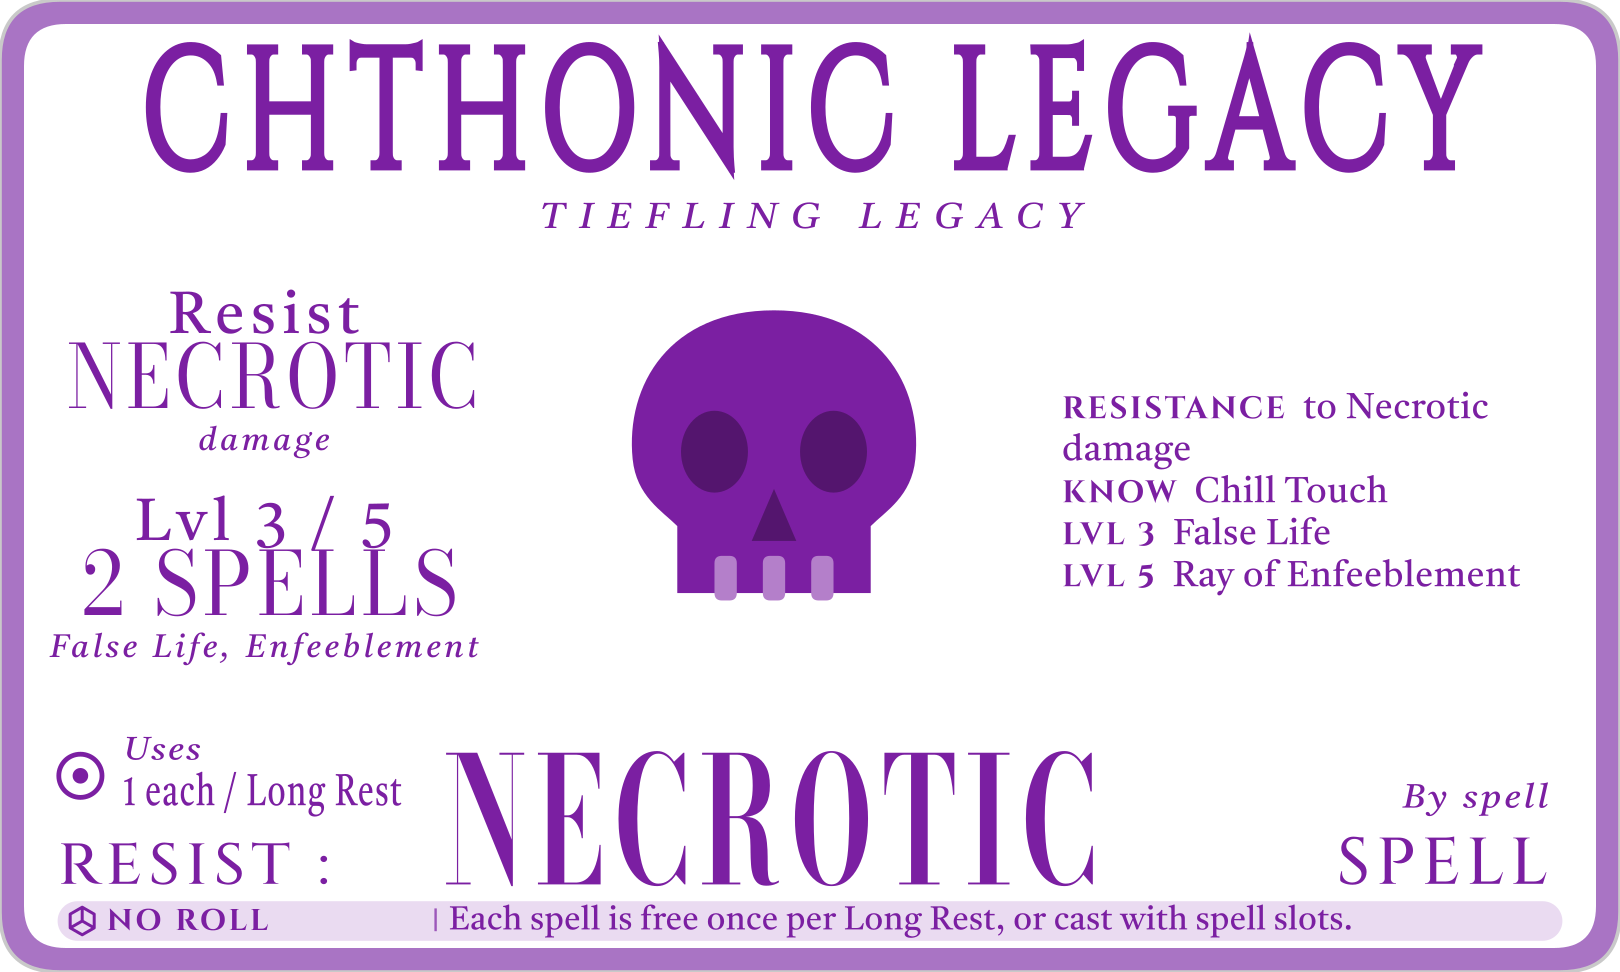 CHTHONIC LEGACY
TIEFLING LEGACY
Resist
NECROTIC
damage
Lvl 3 / 5
2 SPELLS
False Life, Enfeeblement
RESISTANCE to Necrotic
damage
KNOW Chill Touch
LVL 3 False Life
LVL 5 Ray of Enfeeblement
Uses
1 each / Long Rest
RESIST :
NECROTIC
By spell
SPELL
NO ROLL | Each spell is free once per Long Rest, or cast with spell slots.